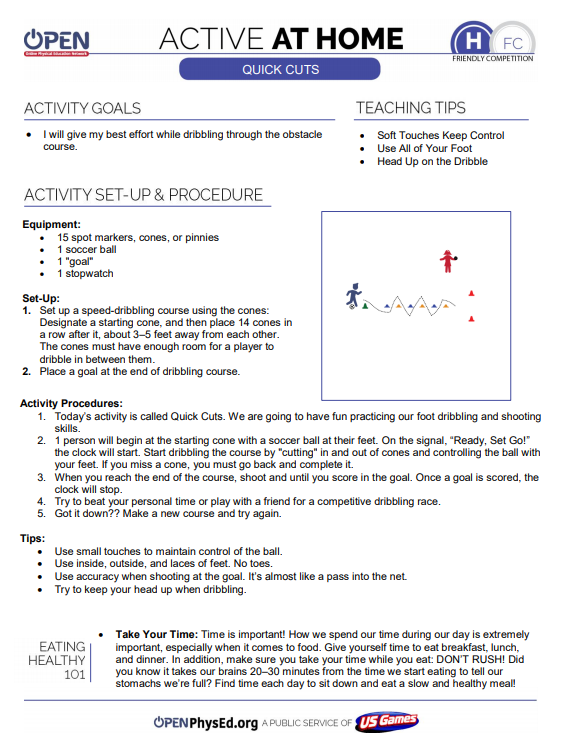 OPEN
Online Physical Education Network
ACTIVE AT HOME
H FC
FRIENDLY COMPETITION
QUICK CUTS
ACTIVITY GOALS
• I will give my best effort while dribbling through the obstacle
course.
TEACHING TIPS
• Soft Touches Keep Control
• Use All of Your Foot
• Head Up on the Dribble
ACTIVITY SET-UP & PROCEDURE
Equipment:
• 15 spot markers, cones, or pinnies
• 1 soccer ball
• 1 "goal"
• 1 stopwatch
Set-Up:
1. Set up a speed-dribbling course using the cones:
Designate a starting cone, and then place 14 cones in
a row after it, about 3–5 feet away from each other.
The cones must have enough room for a player to
dribble in between them.
2. Place a goal at the end of dribbling course.
Activity Procedures:
1. Today's activity is called Quick Cuts. We are going to have fun practicing our foot dribbling and shooting
skills.
2. 1 person will begin at the starting cone with a soccer ball at their feet. On the signal, “Ready, Set Go!”
the clock will start. Start dribbling the course by "cutting" in and out of cones and controlling the ball with
your feet. If you miss a cone, you must go back and complete it.
3. When you reach the end of the course, shoot and until you score in the goal. Once a goal is scored, the
clock will stop.
4. Try to beat your personal time or play with a friend for a competitive dribbling race.
5. Got it down?? Make a new course and try again.
Tips:
• Use small touches to maintain control of the ball.
• Use inside, outside, and laces of feet. No toes.
• Use accuracy when shooting at the goal. It's almost like a pass into the net.
• Try to keep your head up when dribbling.
EATING
HEALTHY
101
• Take Your Time: Time is important! How we spend our time during our day is extremely
important, especially when it comes to food. Give yourself time to eat breakfast, lunch,
and dinner. In addition, make sure you take your time while you eat: DON'T RUSH! Did
you know it takes our brains 20–30 minutes from the time we start eating to tell our
stomachs we're full? Find time each day to sit down and eat a slow and healthy meal!
OPENPhysEd.org A PUBLIC SERVICE OF US Games